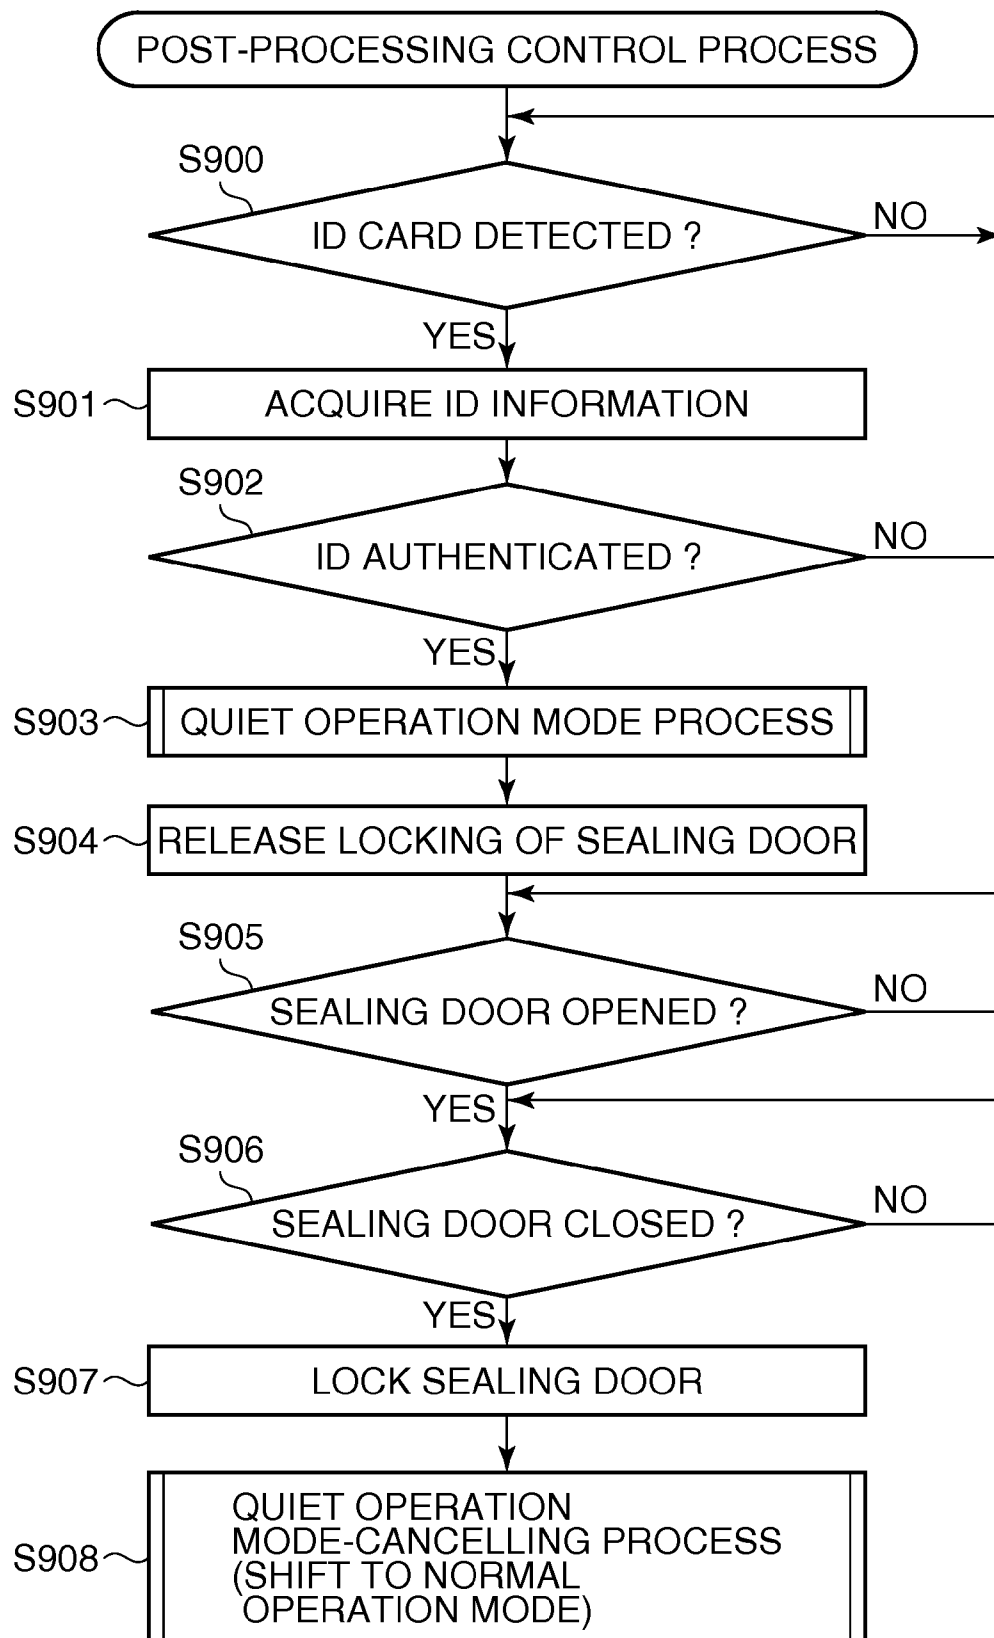 POST-PROCESSING CONTROL PROCESS
S900
ID CARD DETECTED ?
NO
YES
S901
ACQUIRE ID INFORMATION
S902
ID AUTHENTICATED ?
NO
YES
S903
QUIET OPERATION MODE PROCESS
S904
RELEASE LOCKING OF SEALING DOOR
S905
SEALING DOOR OPENED ?
NO
YES
S906
SEALING DOOR CLOSED ?
NO
YES
S907
LOCK SEALING DOOR
S908
QUIET OPERATION
MODE-CANCELLING PROCESS
(SHIFT TO NORMAL
OPERATION MODE)